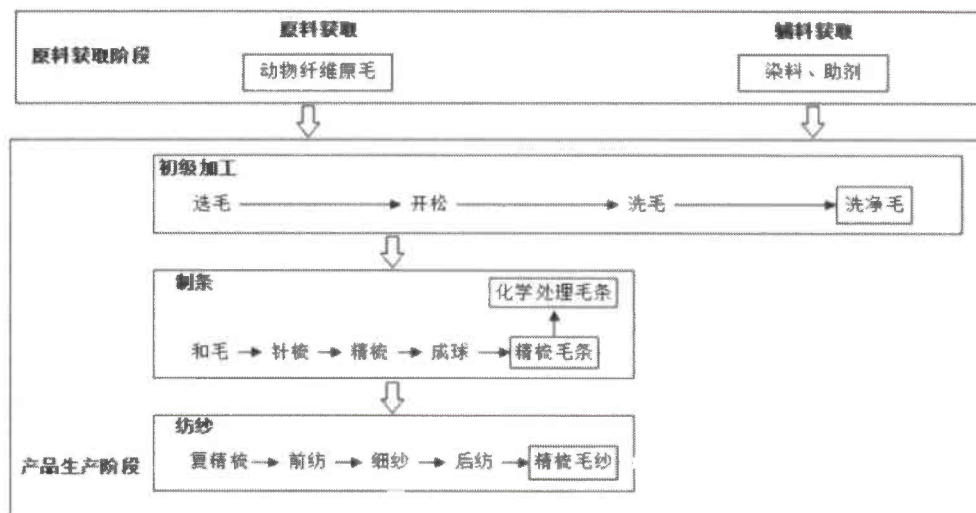 原料获取阶段
原料获取
动物纤维原毛
辅料获取
染料、助剂
初级加工
选毛
开松
洗毛
洗净毛
制条
化学处理毛条
和毛
针梳
精梳
成球
精梳毛条
产品生产阶段
纺纱
复精梳
前纺
细纱
后纺
精梳毛纱